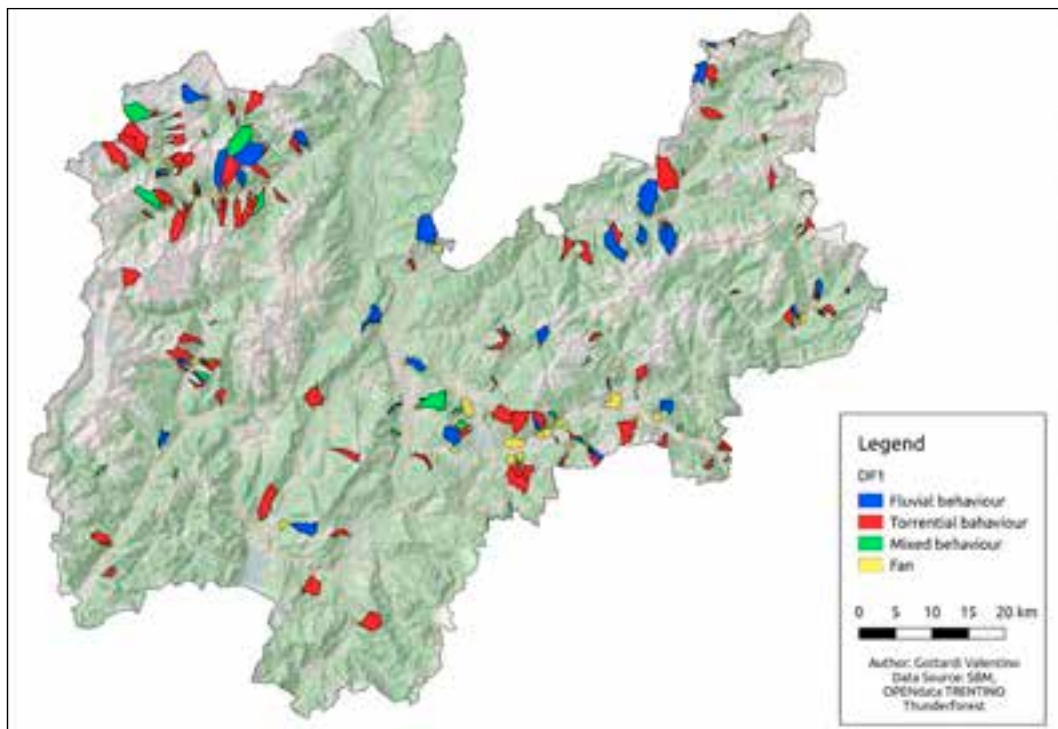 Legend
DF1
Fluvial behaviour
Torrential bahaviour
Mixed behaviour
Fan
0 5 10 15 20 km
Author: Gottardi Valentino
Data Source: SBM,
OPENdata TRENTINO
Thunderforest